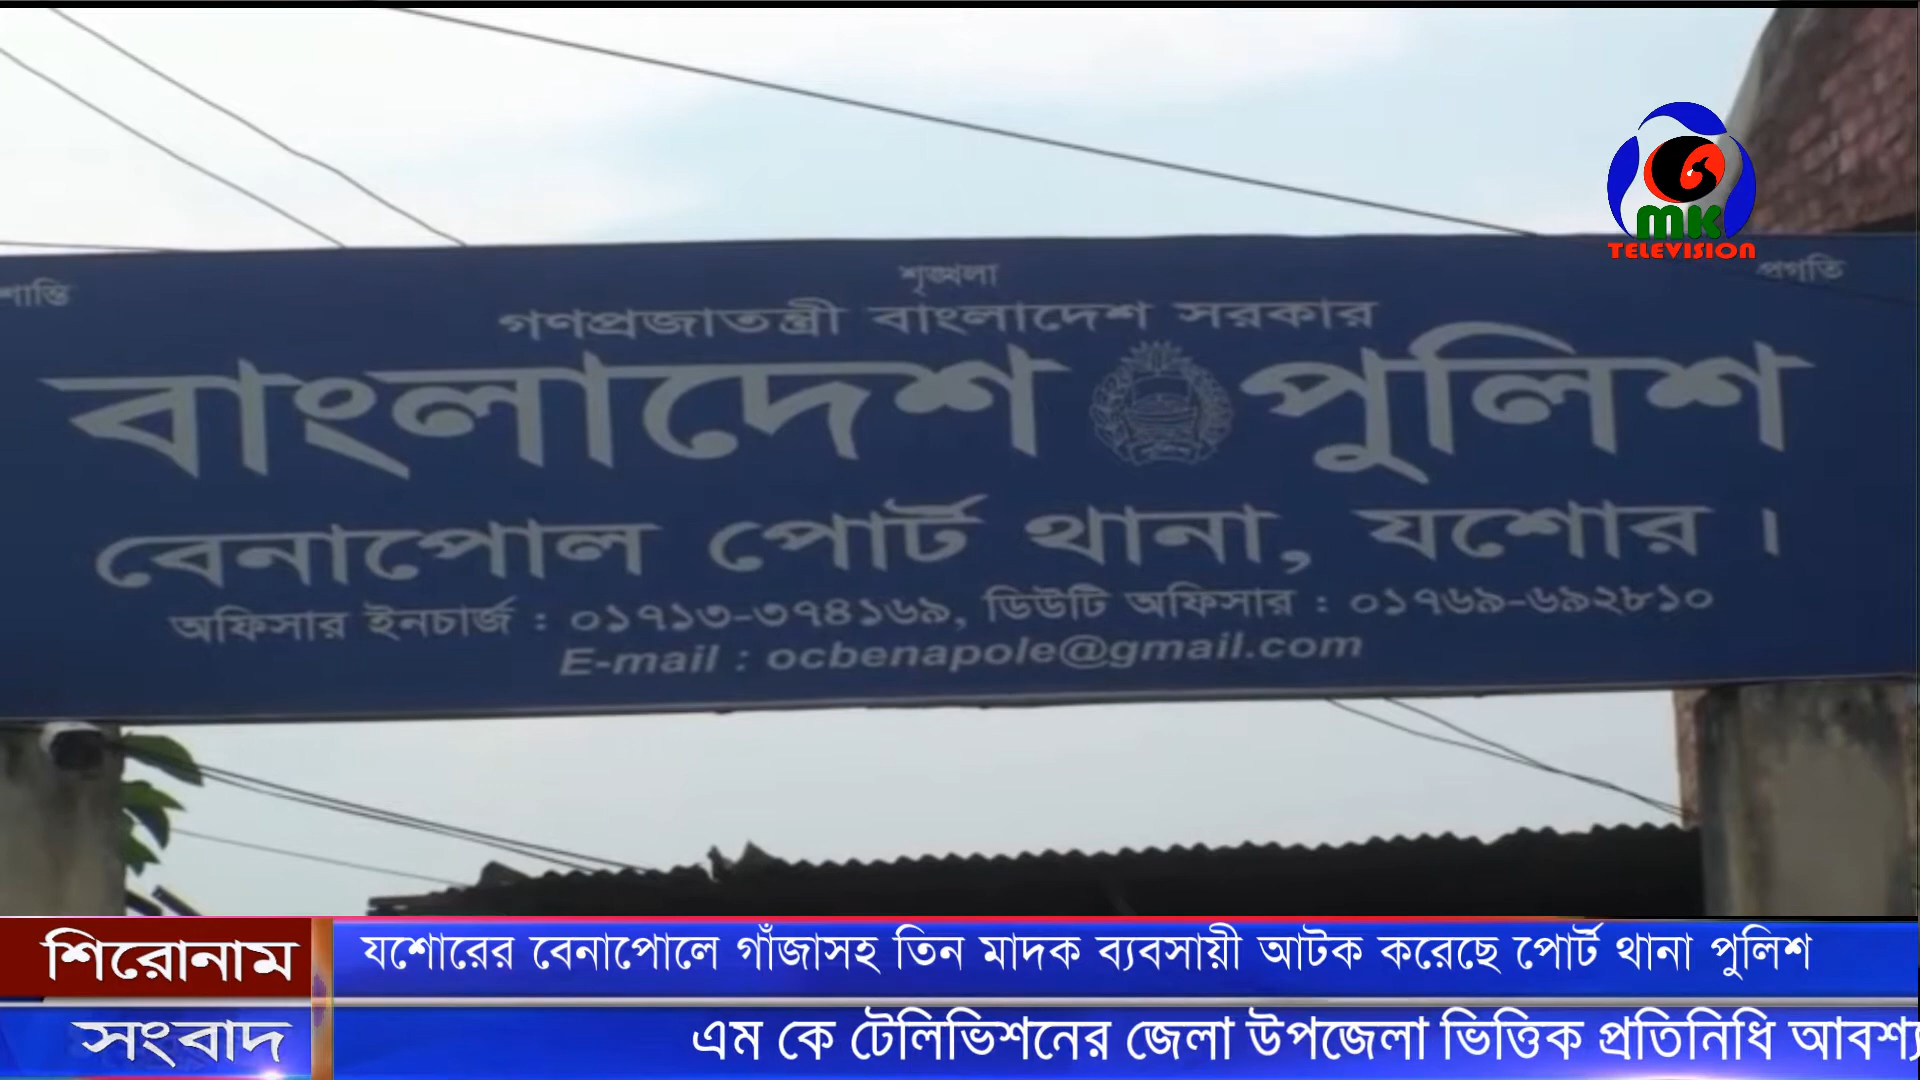 MK
TELEVISION
শান্তি শৃঙ্খলা প্রগতি
গণপ্রজাতন্ত্রী বাংলাদেশ সরকার
বাংলাদেশ পুলিশ
বেনাপোল পোর্ট থানা, যশোর ।
অফিসার ইনচার্জ : ০১৭১৩-৩৭৪১৬৯, ডিউটি অফিসার : ০১৭৬৯-৬৯২৮১০
E-mail : ocbenapole@gmail.com
শিরোনাম যশোরের বেনাপোলে গাঁজাসহ তিন মাদক ব্যবসায়ী আটক করেছে পোর্ট থানা পুলিশ
সংবাদ এম কে টেলিভিশনের জেলা উপজেলা ভিত্তিক প্রতিনিধি